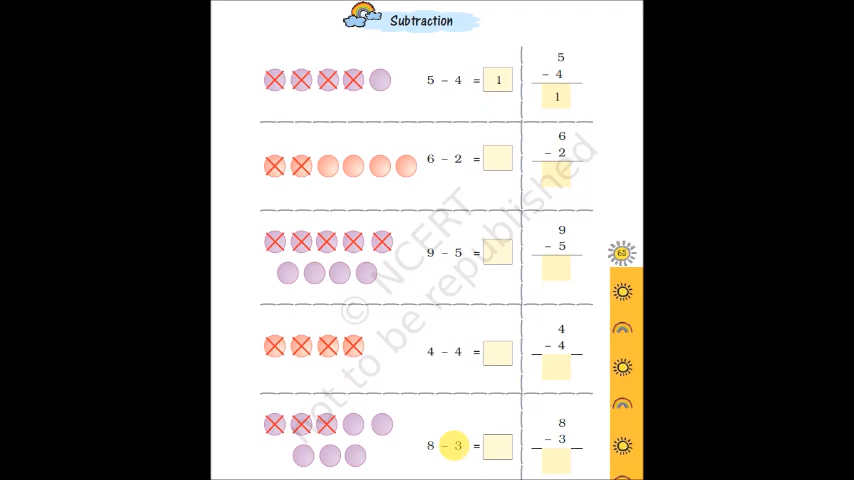 Subtraction
5 – 4 = 1
5
– 4
1
6 – 2 =
6
– 2
9 – 5 =
9
– 5
4 – 4 =
4
– 4
8 – 3 =
8
– 3
© NCERT
not to be republished
65